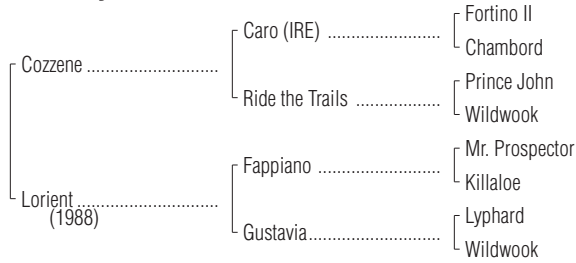 Fortino II
Caro (IRE) ........................
Chambord
Cozzene ............................
Prince John
Ride the Trails ..................
Wildwook
Mr. Prospector
Fappiano ..........................
Killaloe
Lorient ..............................
(1988)
Lyphard
Gustavia............................
Wildwook